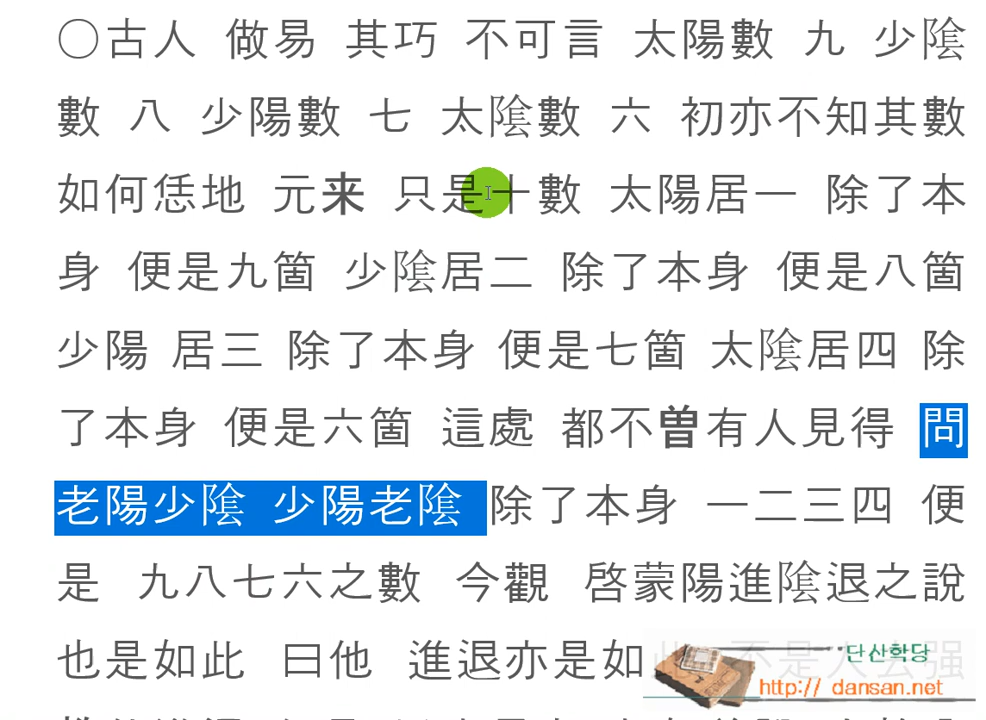 〇古人 做易 其巧 不可言 太陽數 九 少陰
數 八 少陽數 七 太陰數 六 初亦不知其數
如何恁地 元来 只是十數 太陽居一 除了本
身 便是九箇 少陰居二 除了本身 便是八箇
少陽 居三 除了本身 便是七箇 太陰居四 除
了本身 便是六箇 這處 都不曽有人見得 問
老陽少陰 少陽老陰 除了本身 一二三四 便
是 九八七六之數 今觀 啓蒙陽進陰退之說
也是如此 曰他 進退亦是如此 不是人去强
단산학당
http:// dansan.net